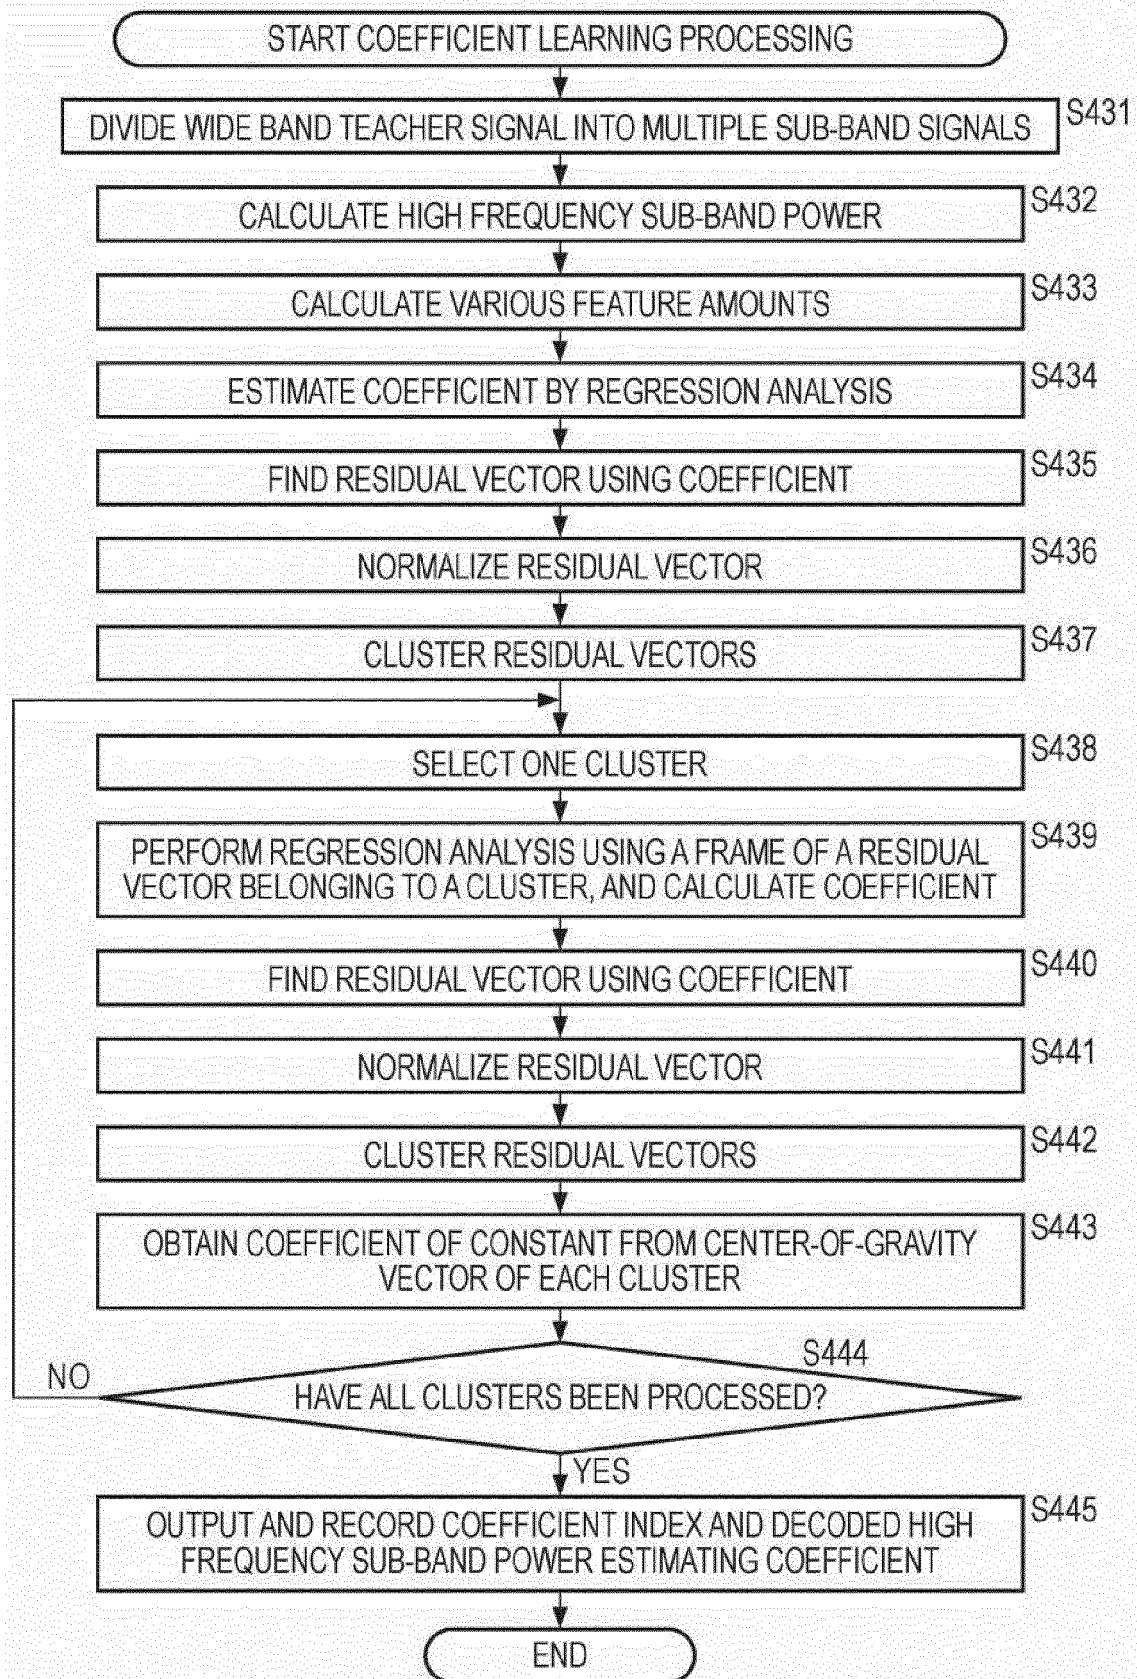 START COEFFICIENT LEARNING PROCESSING
S431
DIVIDE WIDE BAND TEACHER SIGNAL INTO MULTIPLE SUB-BAND SIGNALS
S432
CALCULATE HIGH FREQUENCY SUB-BAND POWER
S433
CALCULATE VARIOUS FEATURE AMOUNTS
S434
ESTIMATE COEFFICIENT BY REGRESSION ANALYSIS
S435
FIND RESIDUAL VECTOR USING COEFFICIENT
S436
NORMALIZE RESIDUAL VECTOR
S437
CLUSTER RESIDUAL VECTORS
S438
SELECT ONE CLUSTER
S439
PERFORM REGRESSION ANALYSIS USING A FRAME OF A RESIDUAL
VECTOR BELONGING TO A CLUSTER, AND CALCULATE COEFFICIENT
S440
FIND RESIDUAL VECTOR USING COEFFICIENT
S441
NORMALIZE RESIDUAL VECTOR
S442
CLUSTER RESIDUAL VECTORS
S443
OBTAIN COEFFICIENT OF CONSTANT FROM CENTER-OF-GRAVITY
VECTOR OF EACH CLUSTER
S444
NO
HAVE ALL CLUSTERS BEEN PROCESSED?
YES
S445
OUTPUT AND RECORD COEFFICIENT INDEX AND DECODED HIGH
FREQUENCY SUB-BAND POWER ESTIMATING COEFFICIENT
END